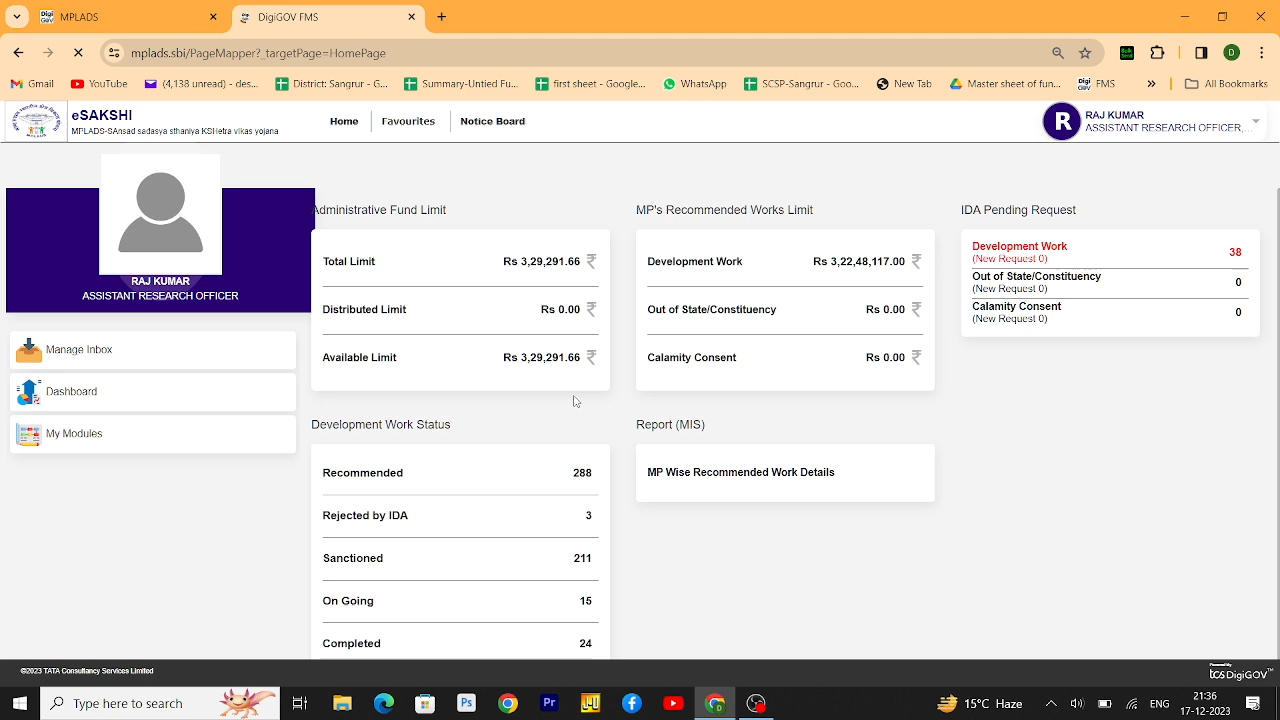 MPLADS
DigiGOV FMS
mplads.sbi/PageMapper?_targetPage=HomePage
Gmail
YouTube
(4,138 unread) - des...
District: Sangrur - G...
Summary-Untied Fu...
first sheet - Google...
WhatsApp
SCSP-Sangrur - Goo...
New Tab
Master sheet of fun...
FMS
All Bookmarks
eSAKSHI
MPLADS-SAnsad sadasya sthaniya KSHetra vIkas yojana
Home
Favourites
Notice Board
R
RAJ KUMAR
ASSISTANT RESEARCH OFFICER,...
RAJ KUMAR
ASSISTANT RESEARCH OFFICER
Manage Inbox
Dashboard
My Modules
Administrative Fund Limit
Total Limit Rs 3,29,291.66 ₹
Distributed Limit Rs 0.00 ₹
Available Limit Rs 3,29,291.66 ₹
MP's Recommended Works Limit
Development Work Rs 3,22,48,117.00 ₹
Out of State/Constituency Rs 0.00 ₹
Calamity Consent Rs 0.00 ₹
IDA Pending Request
Development Work 38
(New Request 0)
Out of State/Constituency 0
(New Request 0)
Calamity Consent 0
(New Request 0)
Development Work Status
Recommended 288
Rejected by IDA 3
Sanctioned 211
On Going 15
Completed 24
Report (MIS)
MP Wise Recommended Work Details
©2023 TATA Consultancy Services Limited
Powered by
tcs DigiGOV™
Type here to search
15°C Haze
ENG
21:36
17-12-2023